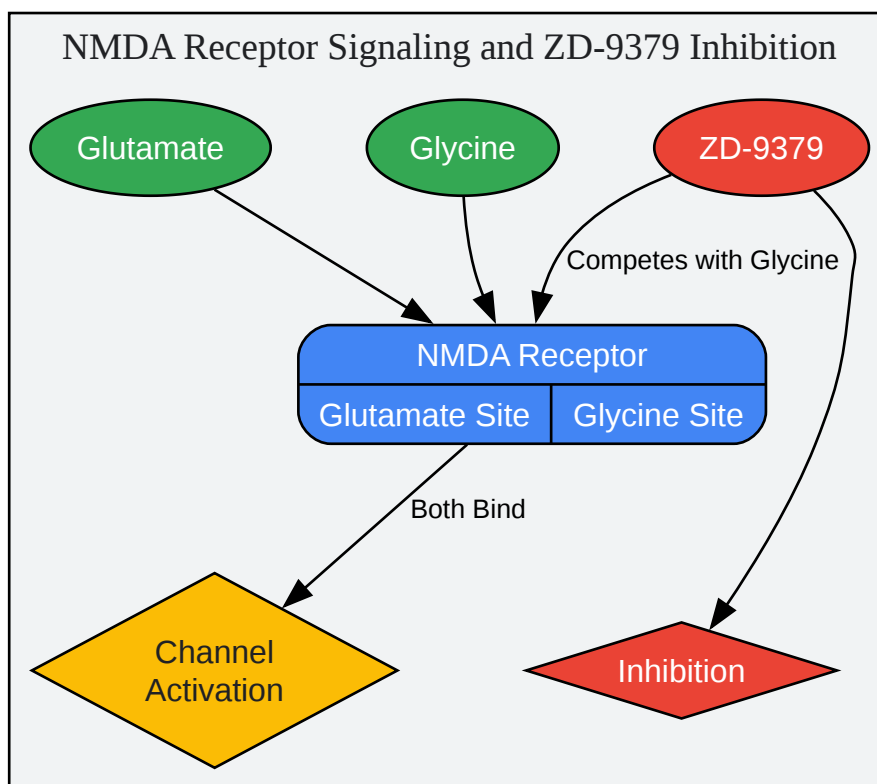 NMDA Receptor Signaling and ZD-9379 Inhibition
Glutamate
Glycine
ZD-9379
Competes with Glycine
NMDA Receptor
Glutamate Site
Glycine Site
Both Bind
Channel
Activation
Inhibition